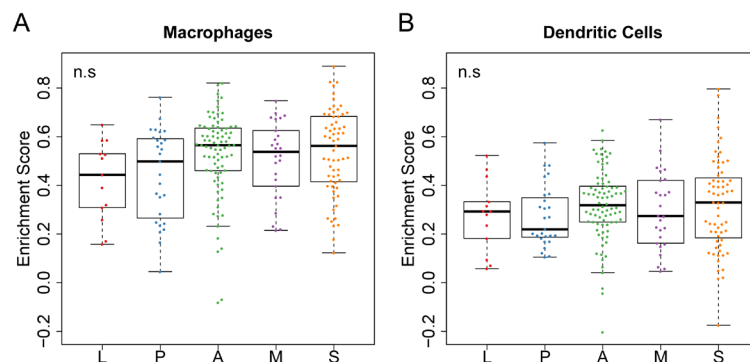 A
Macrophages
n.s
Enrichment Score
0.8
0.6
0.4
0.2
0.0
−0.2
L P A M S
B
Dendritic Cells
n.s
Enrichment Score
0.8
0.6
0.4
0.2
0.0
−0.2
L P A M S